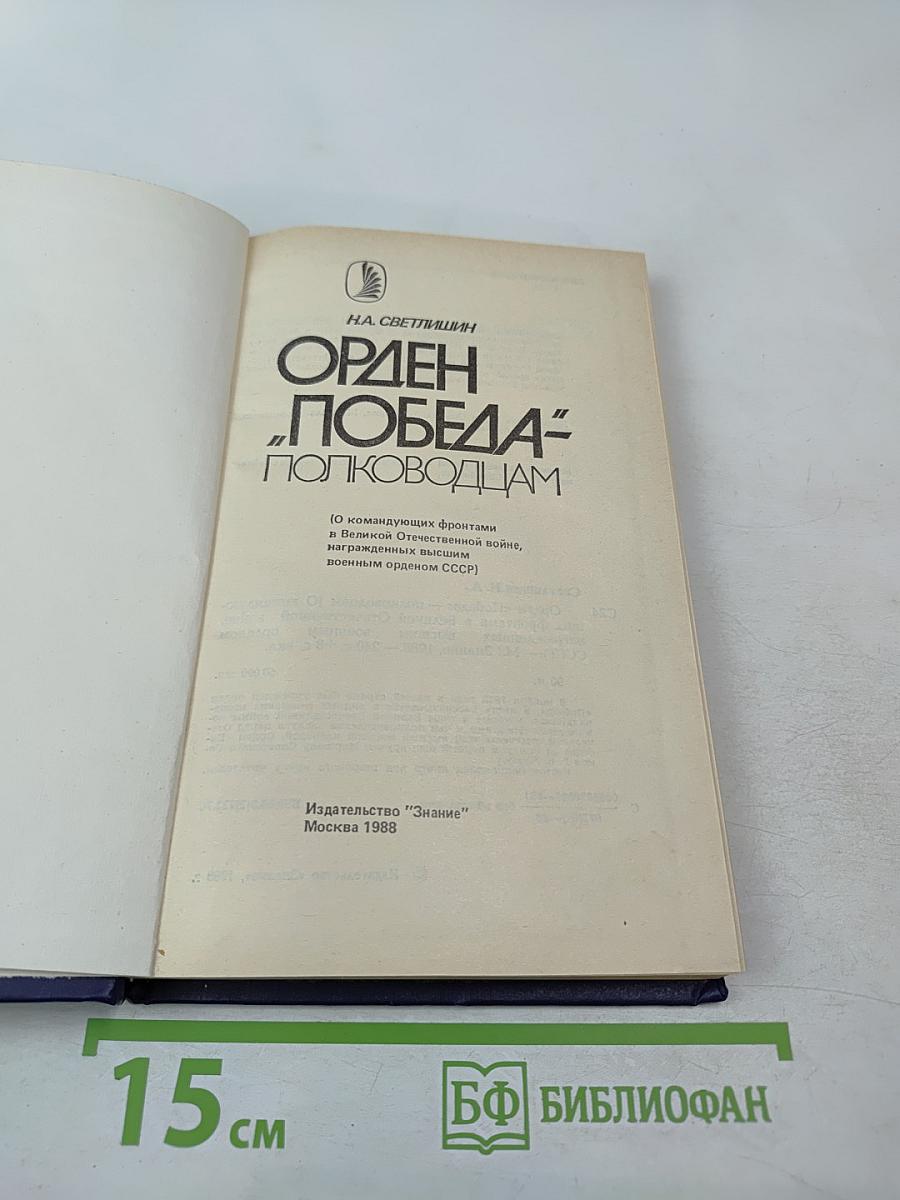 Н.А. СВЕТЛИШИН
ОРДЕН
„ПОБЕДА“-
ПОЛКОВОДЦАМ
(О командующих фронтами
в Великой Отечественной войне,
награжденных высшим
военным орденом СССР)
Издательство "Знание"
Москва 1988
15 см
БФ БИБЛИОФАН